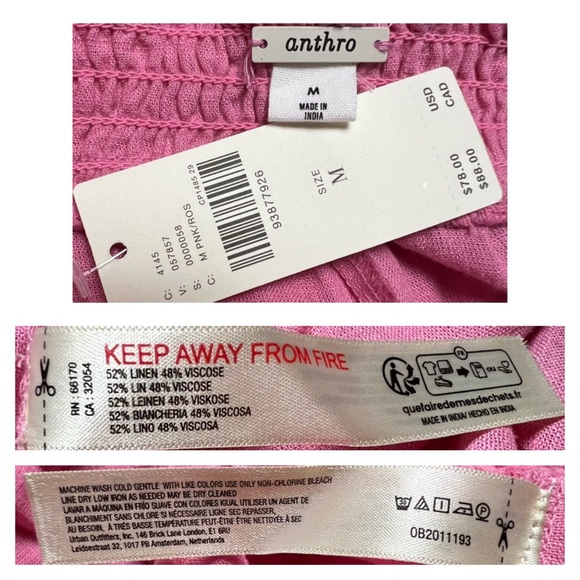 anthro
M
MADE IN
INDIA
USD CAD
$78.00 $88.00
SIZE
M
93877926
CP1485-29
C: 4145
V: 057857
S: 0000058
C: M PNK/ROS
RN : 66170
CA : 32054
KEEP AWAY FROM FIRE
52% LINEN 48% VISCOSE
52% LIN 48% VISCOSE
52% LEINEN 48% VISKOSE
52% BIANCHERIA 48% VISCOSA
52% LINO 48% VISCOSA
FR
quefairedemesdechets.fr
MADE IN INDIA/ HECHO EN INDIA
MACHINE WASH COLD GENTLE WITH LIKE COLORS USE ONLY NON-CHLORINE BLEACH
LINE DRY LOW IRON AS NEEDED MAY BE DRY CLEANED
LAVAR A MÁQUINA EN FRÍO SUAVE CON COLORES IGUAL UTILISER UN AGENT DE
BLANCHIMENT SANS CHLORE SI NÉCESSAIRE LIGNE SEC REPASSER,
AU BESOIN, À TRÈS BASSE TEMPÉRATURE PEUT-ÊTRE ÊTRE NETTOYÉE À SEC
Urban Outfitters, Inc. 146 Brick Lane London, E1 6RU
Leidsestraat 32, 1017 PB Amsterdam, Netherlands
30
P
OB2011193